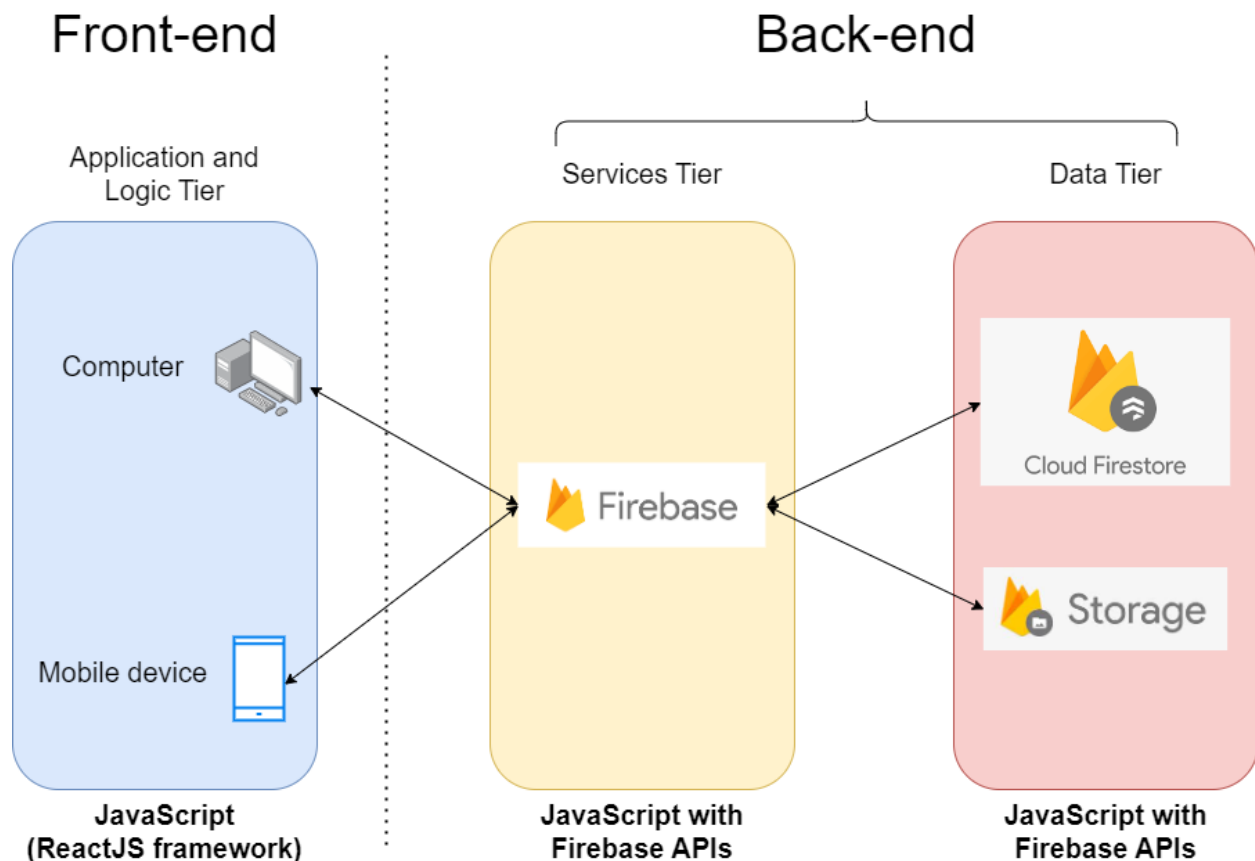 Front-end
Back-end
Application and
Logic Tier
Services Tier
Data Tier
Computer
Mobile device
Firebase
Cloud Firestore
Storage
JavaScript
(ReactJS framework)
JavaScript with
Firebase APIs
JavaScript with
Firebase APIs